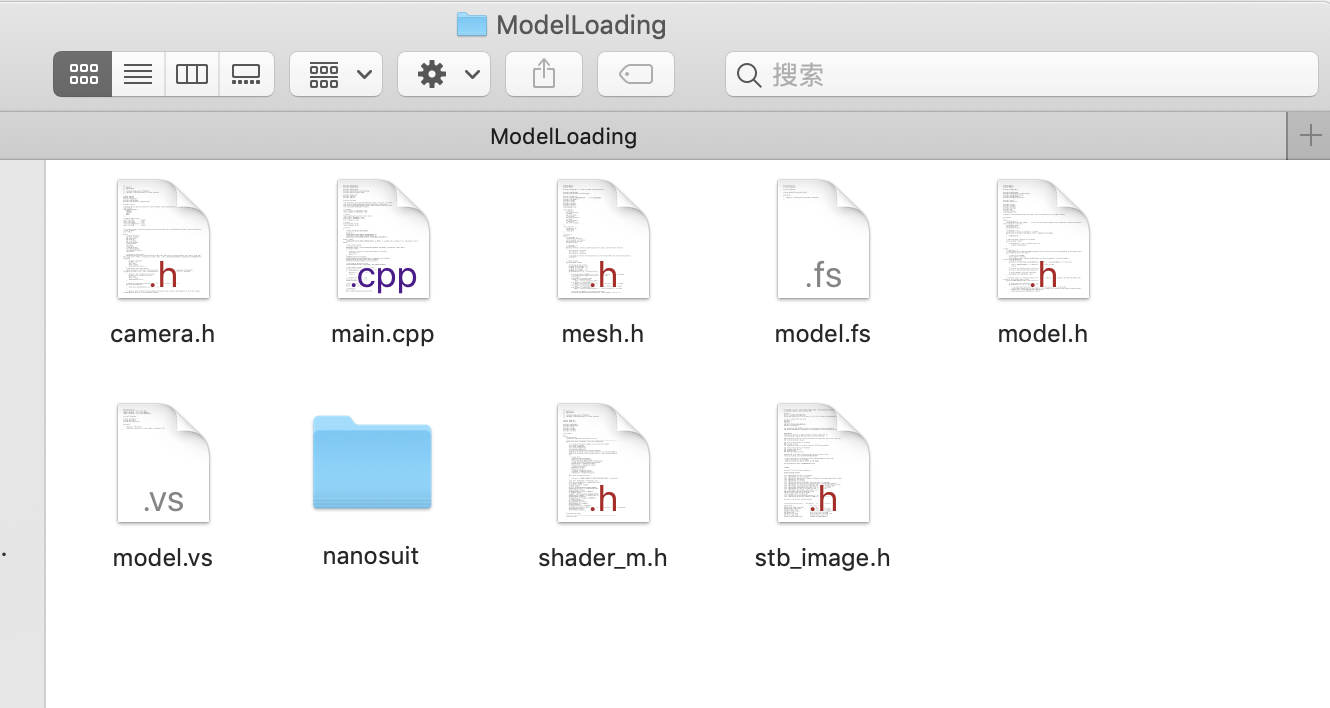 ModelLoading
搜索
ModelLoading
.h
.cpp
.h
.fs
.h
camera.h
main.cpp
mesh.h
model.fs
model.h
.vs
.h
.h
model.vs
nanosuit
shader_m.h
stb_image.h